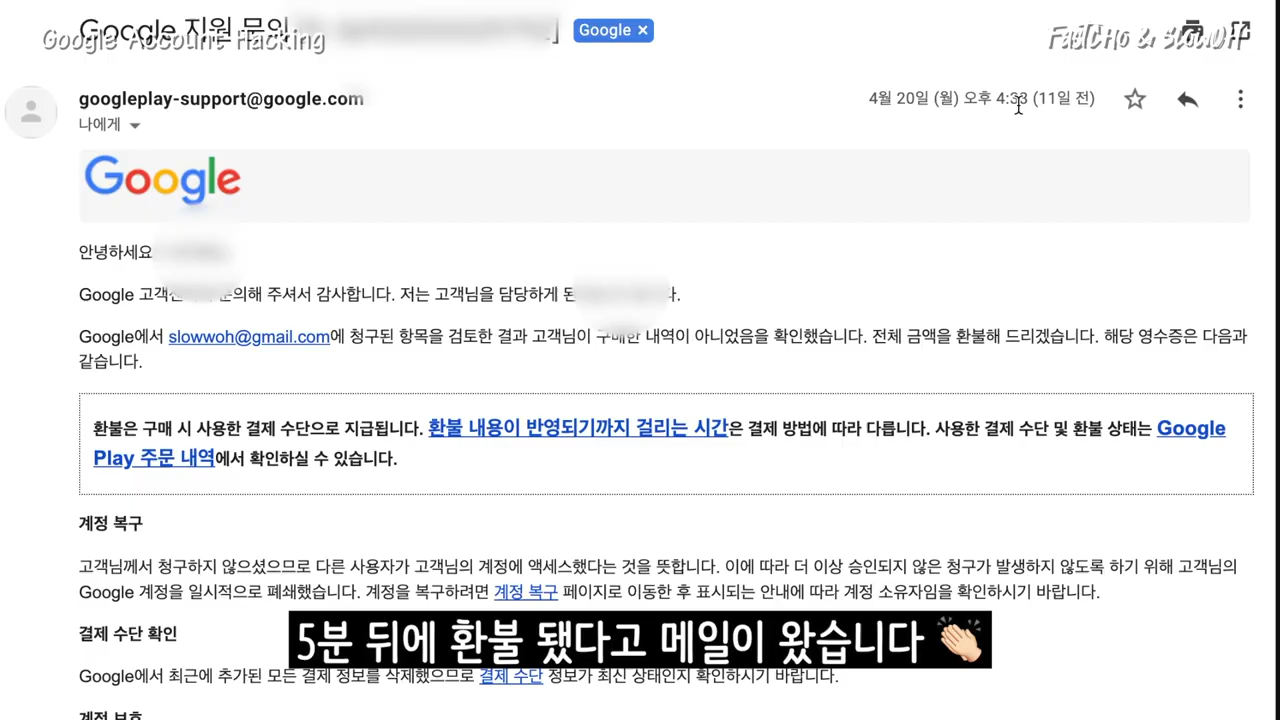 Google 지원 문의
Google ×
Google Account Hacking
FaSTCHo & SLOWOH
googleplay-support@google.com
4월 20일 (월) 오후 4:33 (11일 전)
나에게
Google
안녕하세요
Google 고객 문의해 주셔서 감사합니다. 저는 고객님을 담당하게 된
Google에서 slowwoh@gmail.com에 청구된 항목을 검토한 결과 고객님이 구매한 내역이 아니었음을 확인했습니다. 전체 금액을 환불해 드리겠습니다. 해당 영수증은 다음과
같습니다.
환불은 구매 시 사용한 결제 수단으로 지급됩니다. 환불 내용이 반영되기까지 걸리는 시간은 결제 방법에 따라 다릅니다. 사용한 결제 수단 및 환불 상태는 Google
Play 주문 내역에서 확인하실 수 있습니다.
계정 복구
고객님께서 청구하지 않으셨으므로 다른 사용자가 고객님의 계정에 액세스했다는 것을 뜻합니다. 이에 따라 더 이상 승인되지 않은 청구가 발생하지 않도록 하기 위해 고객님의
Google 계정을 일시적으로 폐쇄했습니다. 계정을 복구하려면 계정 복구 페이지로 이동한 후 표시되는 안내에 따라 계정 소유자임을 확인하시기 바랍니다.
결제 수단 확인
5분 뒤에 환불 됐다고 메일이 왔습니다 👏🏻
Google에서 최근에 추가된 모든 결제 정보를 삭제했으므로 결제 수단 정보가 최신 상태인지 확인하시기 바랍니다.
계정 보호